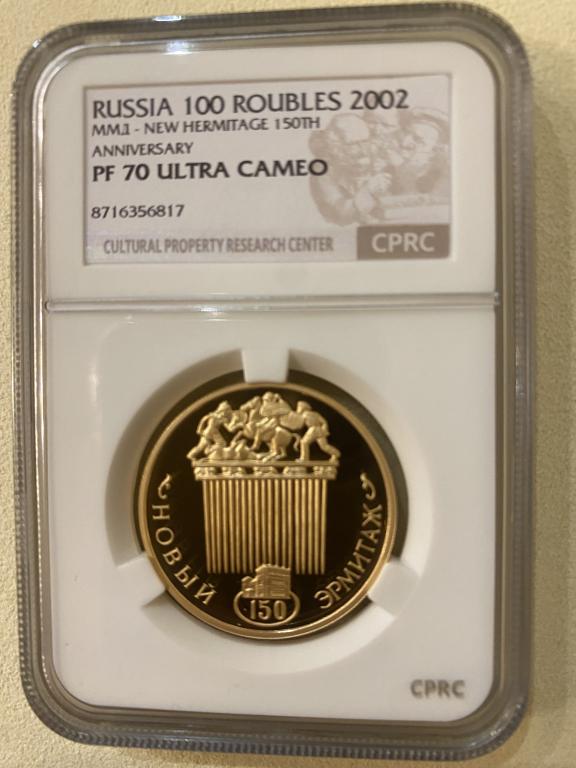 RUSSIA 100 ROUBLES 2002
MMД - NEW HERMITAGE 150TH
ANNIVERSARY
PF 70 ULTRA CAMEO
8716356817
CULTURAL PROPERTY RESEARCH CENTER CPRC
НОВЫЙ ЭРМИТАЖ
150
CPRC